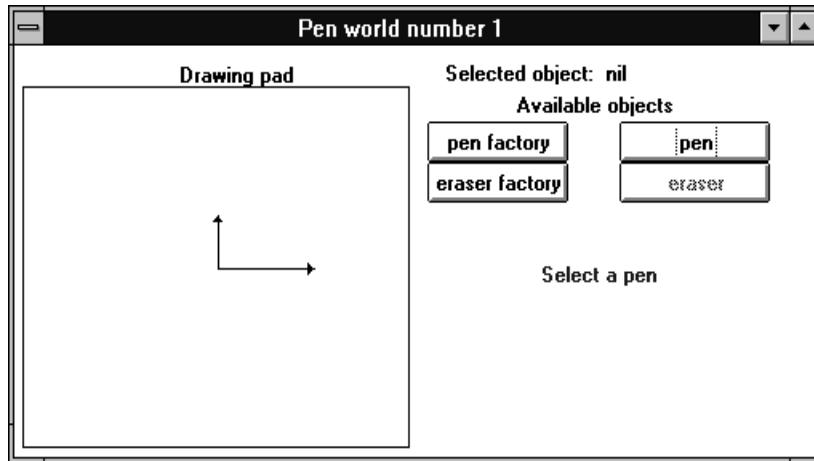 Pen world number 1
Drawing pad
Selected object: nil
Available objects
pen factory
pen
eraser factory
eraser
Select a pen